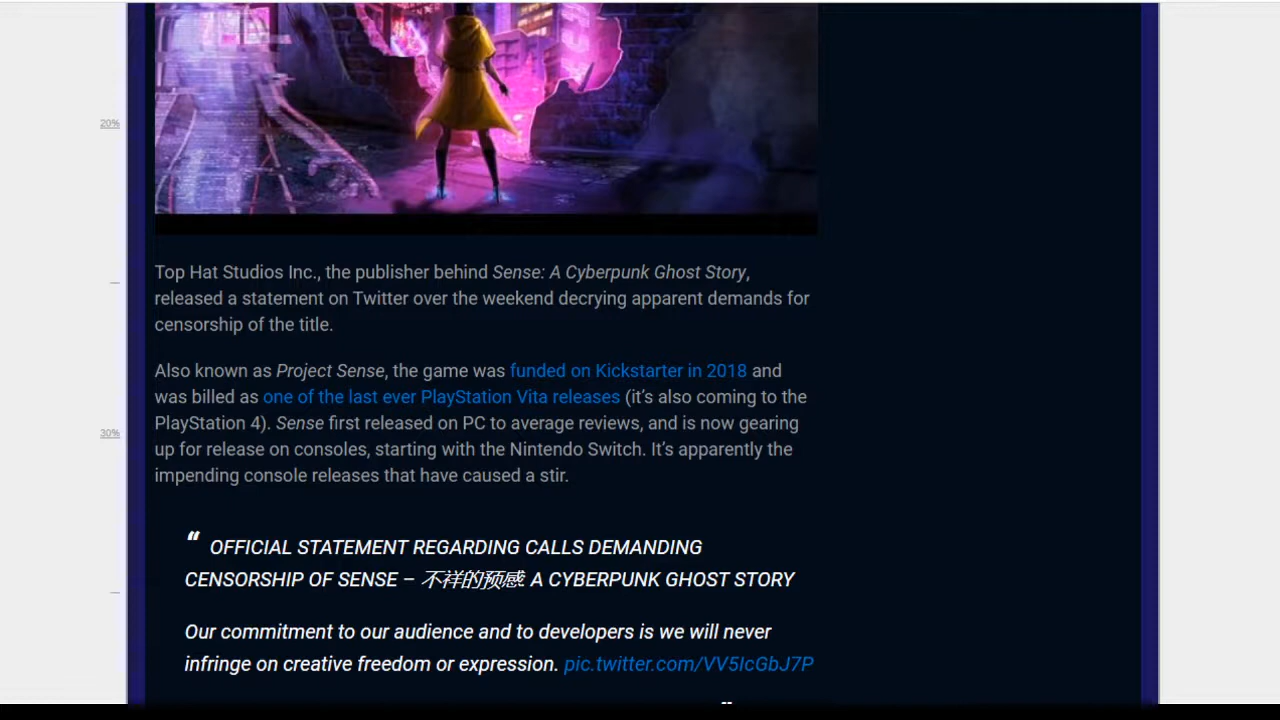 20%
Top Hat Studios Inc., the publisher behind Sense: A Cyberpunk Ghost Story,
released a statement on Twitter over the weekend decrying apparent demands for
censorship of the title.
Also known as Project Sense, the game was funded on Kickstarter in 2018 and
was billed as one of the last ever PlayStation Vita releases (it’s also coming to the
PlayStation 4). Sense first released on PC to average reviews, and is now gearing
30%
up for release on consoles, starting with the Nintendo Switch. It’s apparently the
impending console releases that have caused a stir.
“ OFFICIAL STATEMENT REGARDING CALLS DEMANDING
CENSORSHIP OF SENSE – 不祥的预感 A CYBERPUNK GHOST STORY
Our commitment to our audience and to developers is we will never
infringe on creative freedom or expression. pic.twitter.com/VV5IcGbJ7P
”